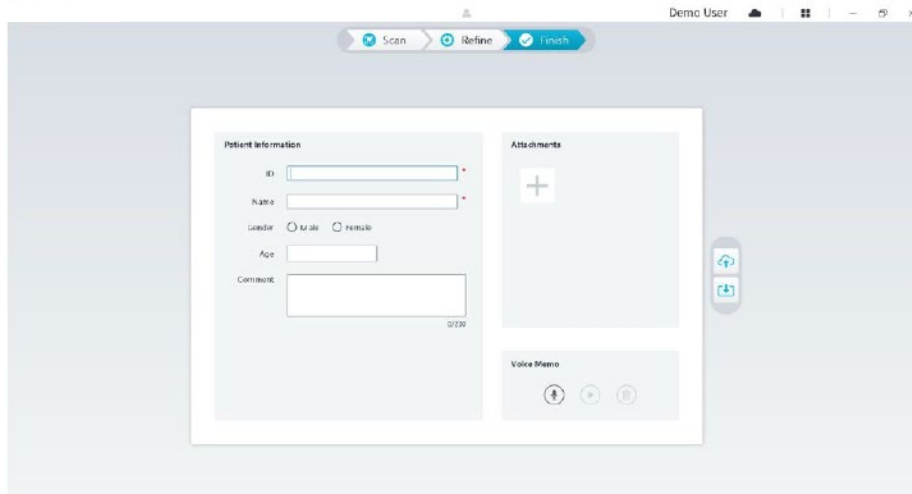 Demo User
Scan Refine Finish
Patient Information
ID *
Name *
Gender Male Female
Age
Comment
0/200
Attachments
Voice Memo